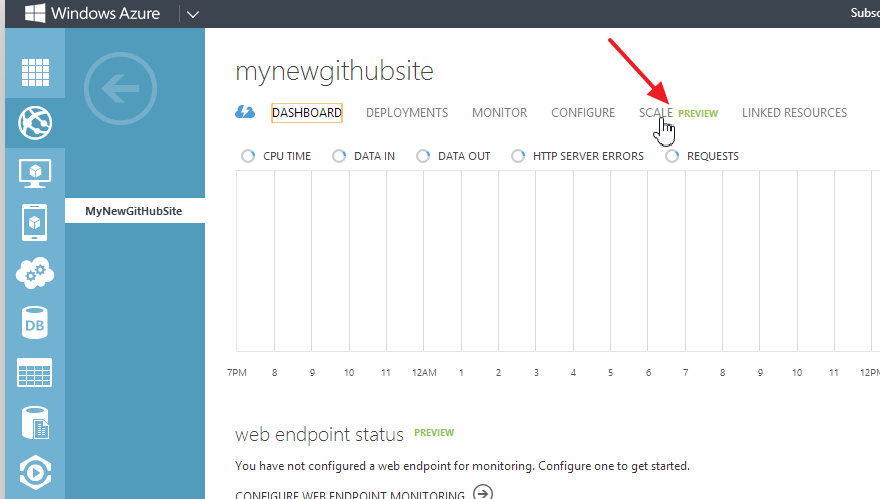 Windows Azure
Subsc
mynewgithubsite
DASHBOARD DEPLOYMENTS MONITOR CONFIGURE SCALE PREVIEW LINKED RESOURCES
CPU TIME DATA IN DATA OUT HTTP SERVER ERRORS REQUESTS
MyNewGitHubSite
DB
7PM 8 9 10 11 12AM 1 2 3 4 5 6 7 8 9 10 11 12PM
web endpoint status PREVIEW
You have not configured a web endpoint for monitoring. Configure one to get started.
CONFIGURE WEB ENDPOINT MONITORING